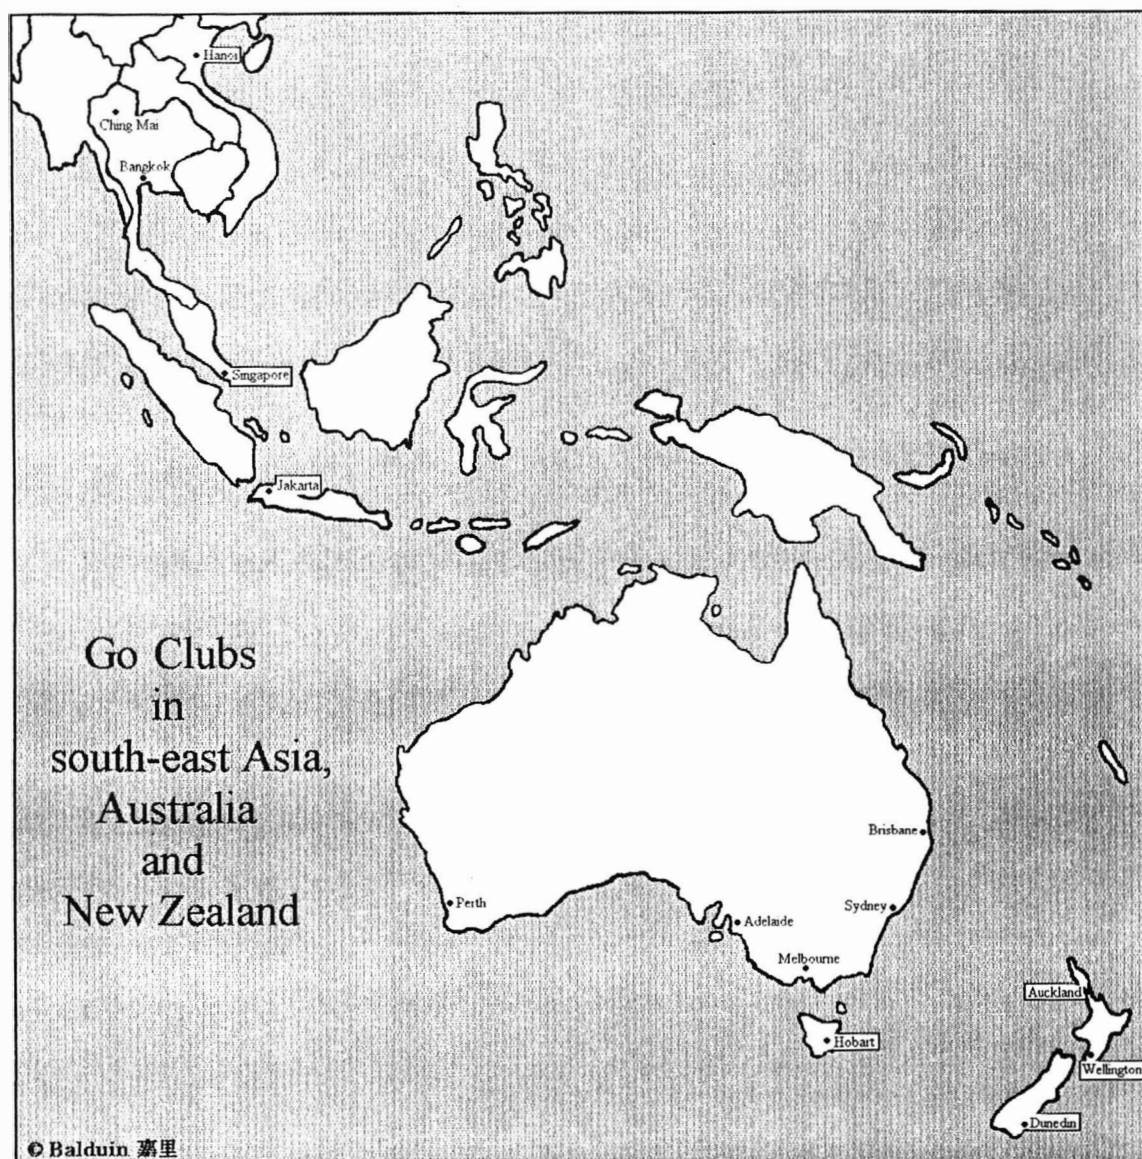 Hanoi
Ching Mai
Bangkok
Singapore
Jakarta
Go Clubs
in
south-east Asia,
Australia
and
New Zealand
Brisbane
Perth
Sydney
Adelaide
Melbourne
Auckland
Hobart
Wellington
Dunedin
© Balduin 嘉里